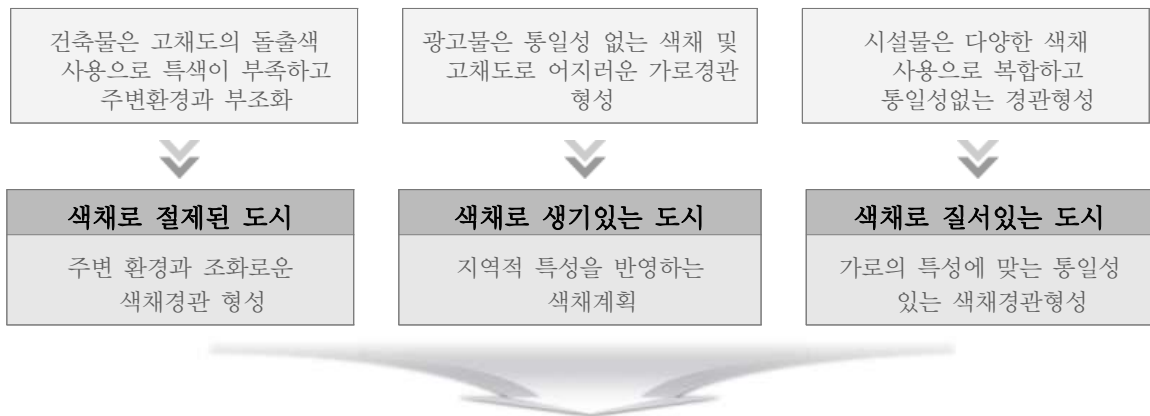 건축물은 고채도의 돌출색
사용으로 특색이 부족하고
주변환경과 부조화
광고물은 통일성 없는 색채 및
고채도로 어지러운 가로경관
형성
시설물은 다양한 색채
사용으로 복합하고
통일성없는 경관형성
색채로 절제된 도시
주변 환경과 조화로운
색채경관 형성
색채로 생기있는 도시
지역적 특성을 반영하는
색채계획
색채로 질서있는 도시
가로의 특성에 맞는 통일성
있는 색채경관형성